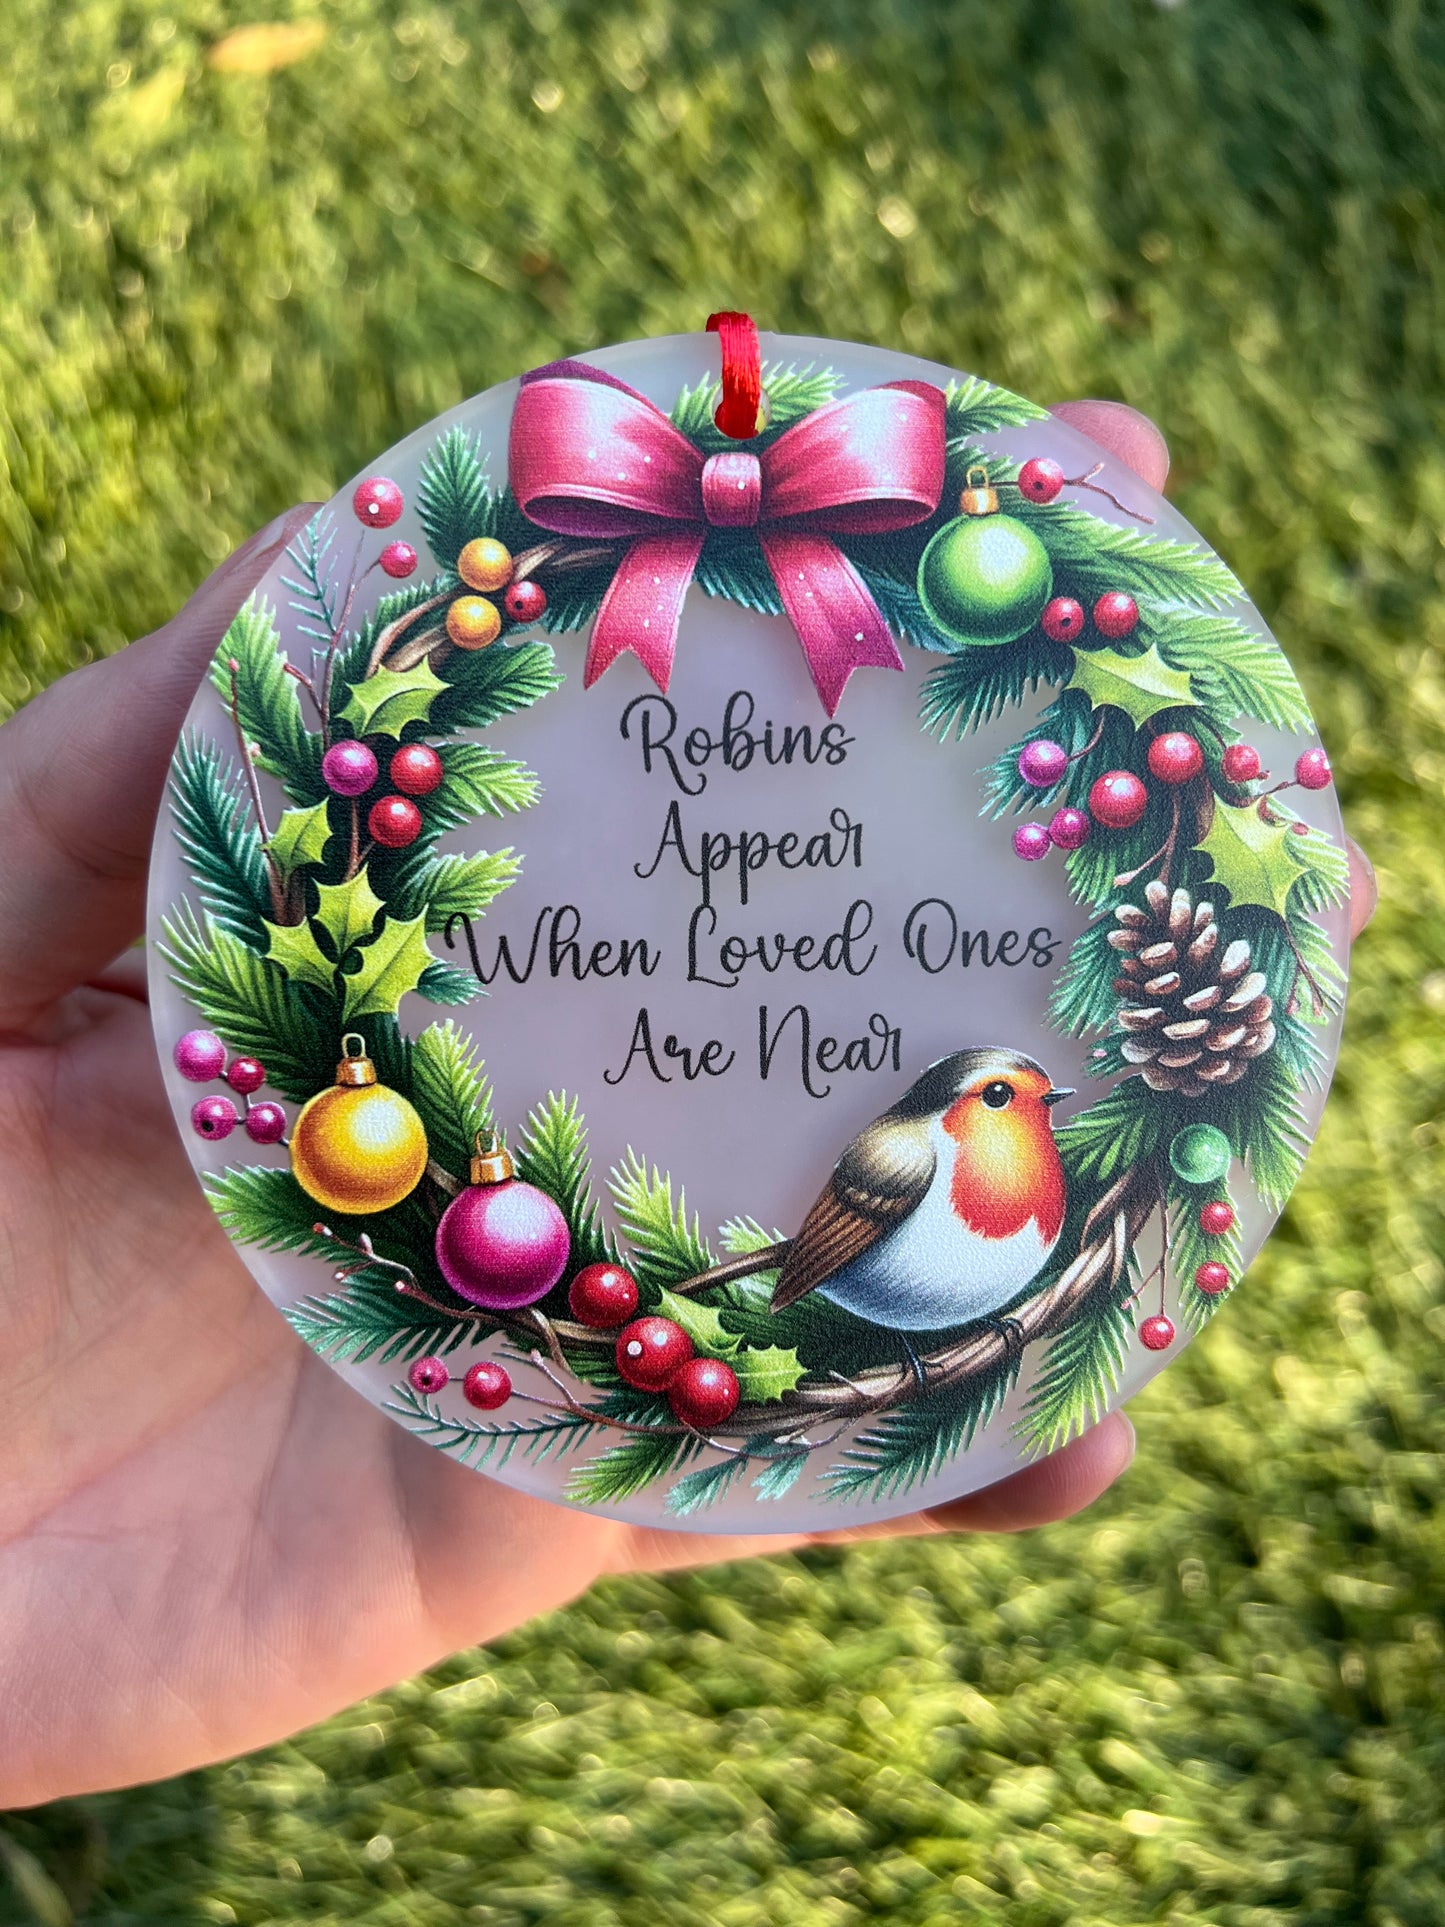 Robins
Appear
When Loved Ones
Are Near